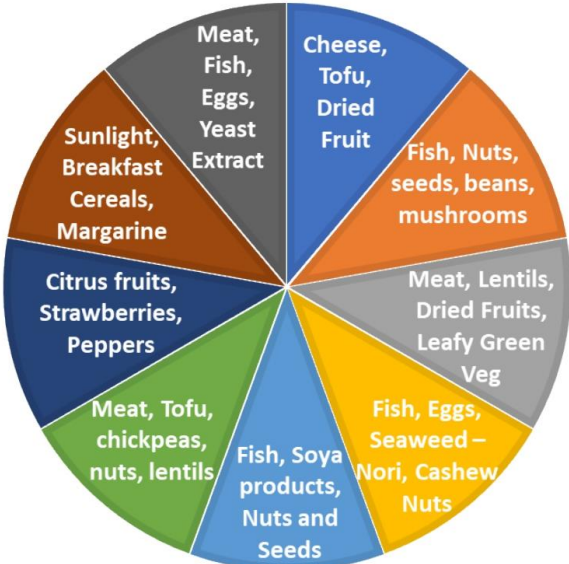 Cheese,
Tofu,
Dried
Fruit
Fish, Nuts,
seeds, beans,
mushrooms
Meat, Lentils,
Dried Fruits,
Leafy Green
Veg
Fish, Eggs,
Seaweed –
Nori, Cashew
Nuts
Fish, Soya
products,
Nuts and
Seeds
Meat, Tofu,
chickpeas,
nuts, lentils
Citrus fruits,
Strawberries,
Peppers
Sunlight,
Breakfast
Cereals,
Margarine
Meat,
Fish,
Eggs,
Yeast
Extract